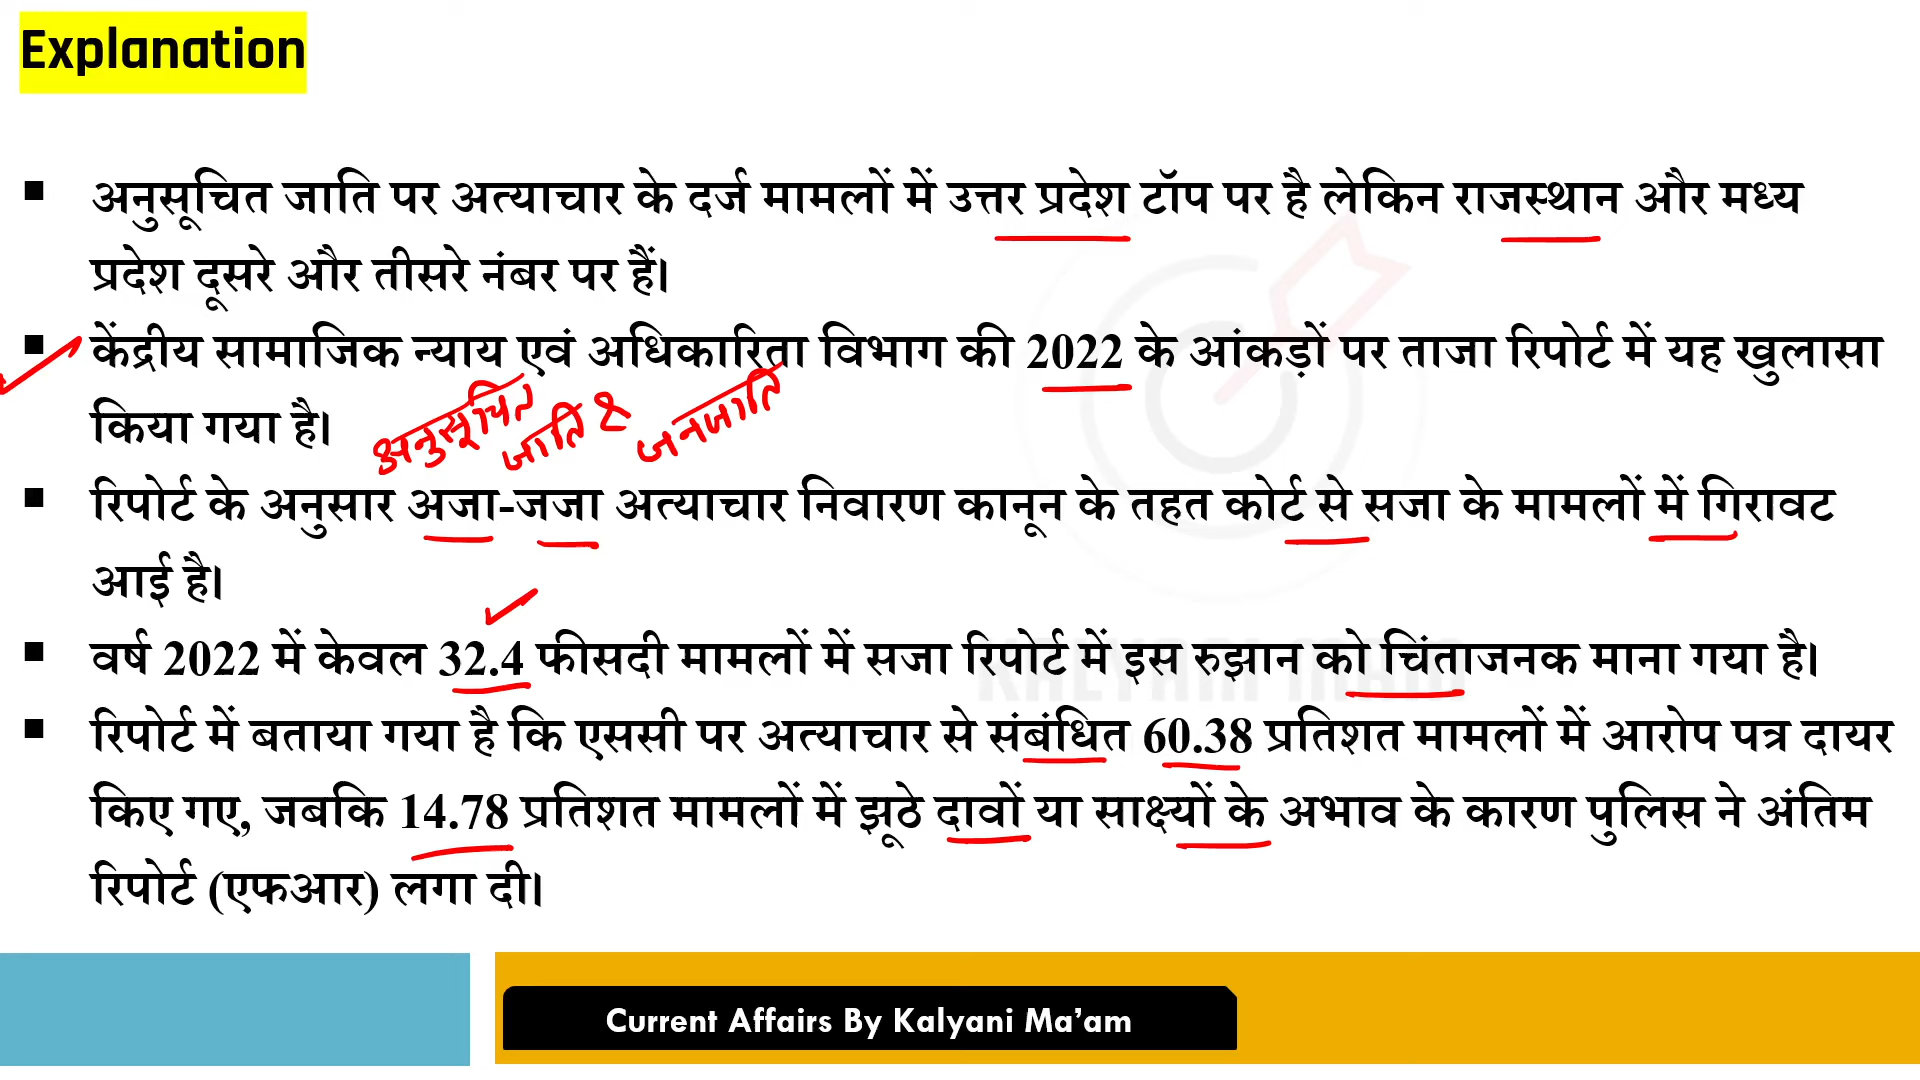 Explanation
▪ अनुसूचित जाति पर अत्याचार के दर्ज मामलों में उत्तर प्रदेश टॉप पर है लेकिन राजस्थान और मध्य
प्रदेश दूसरे और तीसरे नंबर पर हैं।
▪ केंद्रीय सामाजिक न्याय एवं अधिकारिता विभाग की 2022 के आंकड़ों पर ताजा रिपोर्ट में यह खुलासा
किया गया है।
अनुसूचित जाति & जनजाति
▪ रिपोर्ट के अनुसार अजा-जजा अत्याचार निवारण कानून के तहत कोर्ट से सजा के मामलों में गिरावट
आई है।
▪ वर्ष 2022 में केवल 32.4 फीसदी मामलों में सजा रिपोर्ट में इस रुझान को चिंताजनक माना गया है।
KALYANI MA'AM
▪ रिपोर्ट में बताया गया है कि एससी पर अत्याचार से संबंधित 60.38 प्रतिशत मामलों में आरोप पत्र दायर
किए गए, जबकि 14.78 प्रतिशत मामलों में झूठे दावों या साक्ष्यों के अभाव के कारण पुलिस ने अंतिम
रिपोर्ट (एफआर) लगा दी।
Current Affairs By Kalyani Ma’am